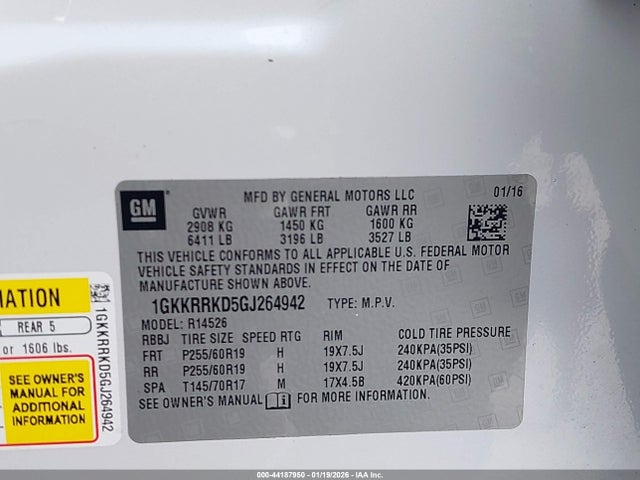 GM
MFD BY GENERAL MOTORS LLC 01/16
GVWR GAWR FRT GAWR RR
2908 KG 1450 KG 1600 KG
6411 LB 3196 LB 3527 LB
THIS VEHICLE CONFORMS TO ALL APPLICABLE U.S. FEDERAL MOTOR
VEHICLE SAFETY STANDARDS IN EFFECT ON THE DATE OF
MANUFACTURE SHOWN ABOVE.
1GKKRRKD5GJ264942 TYPE: M.P.V.
MODEL: R14526
RBBJ TIRE SIZE SPEED RTG RIM COLD TIRE PRESSURE
FRT P255/60R19 H 19X7.5J 240KPA(35PSI)
RR P255/60R19 H 19X7.5J 240KPA(35PSI)
SPA T145/70R17 M 17X4.5B 420KPA(60PSI)
SEE OWNER'S MANUAL FOR MORE INFORMATION.
MATION
REAR 5
or 1606 lbs.
SEE OWNER'S
MANUAL FOR
ADDITIONAL
INFORMATION
1GKKRRKD5GJ264942
000-44187950 - 01/19/2026 - IAA Inc.